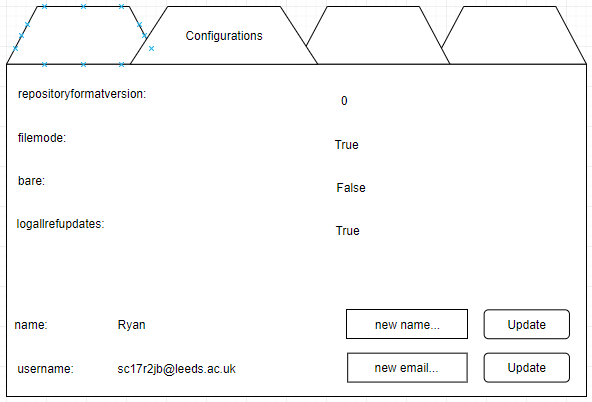 Configurations
repositoryformatversion: 0
filemode: True
bare: False
logallrefupdates: True
name: Ryan new name... Update
username: sc17r2jb@leeds.ac.uk new email... Update